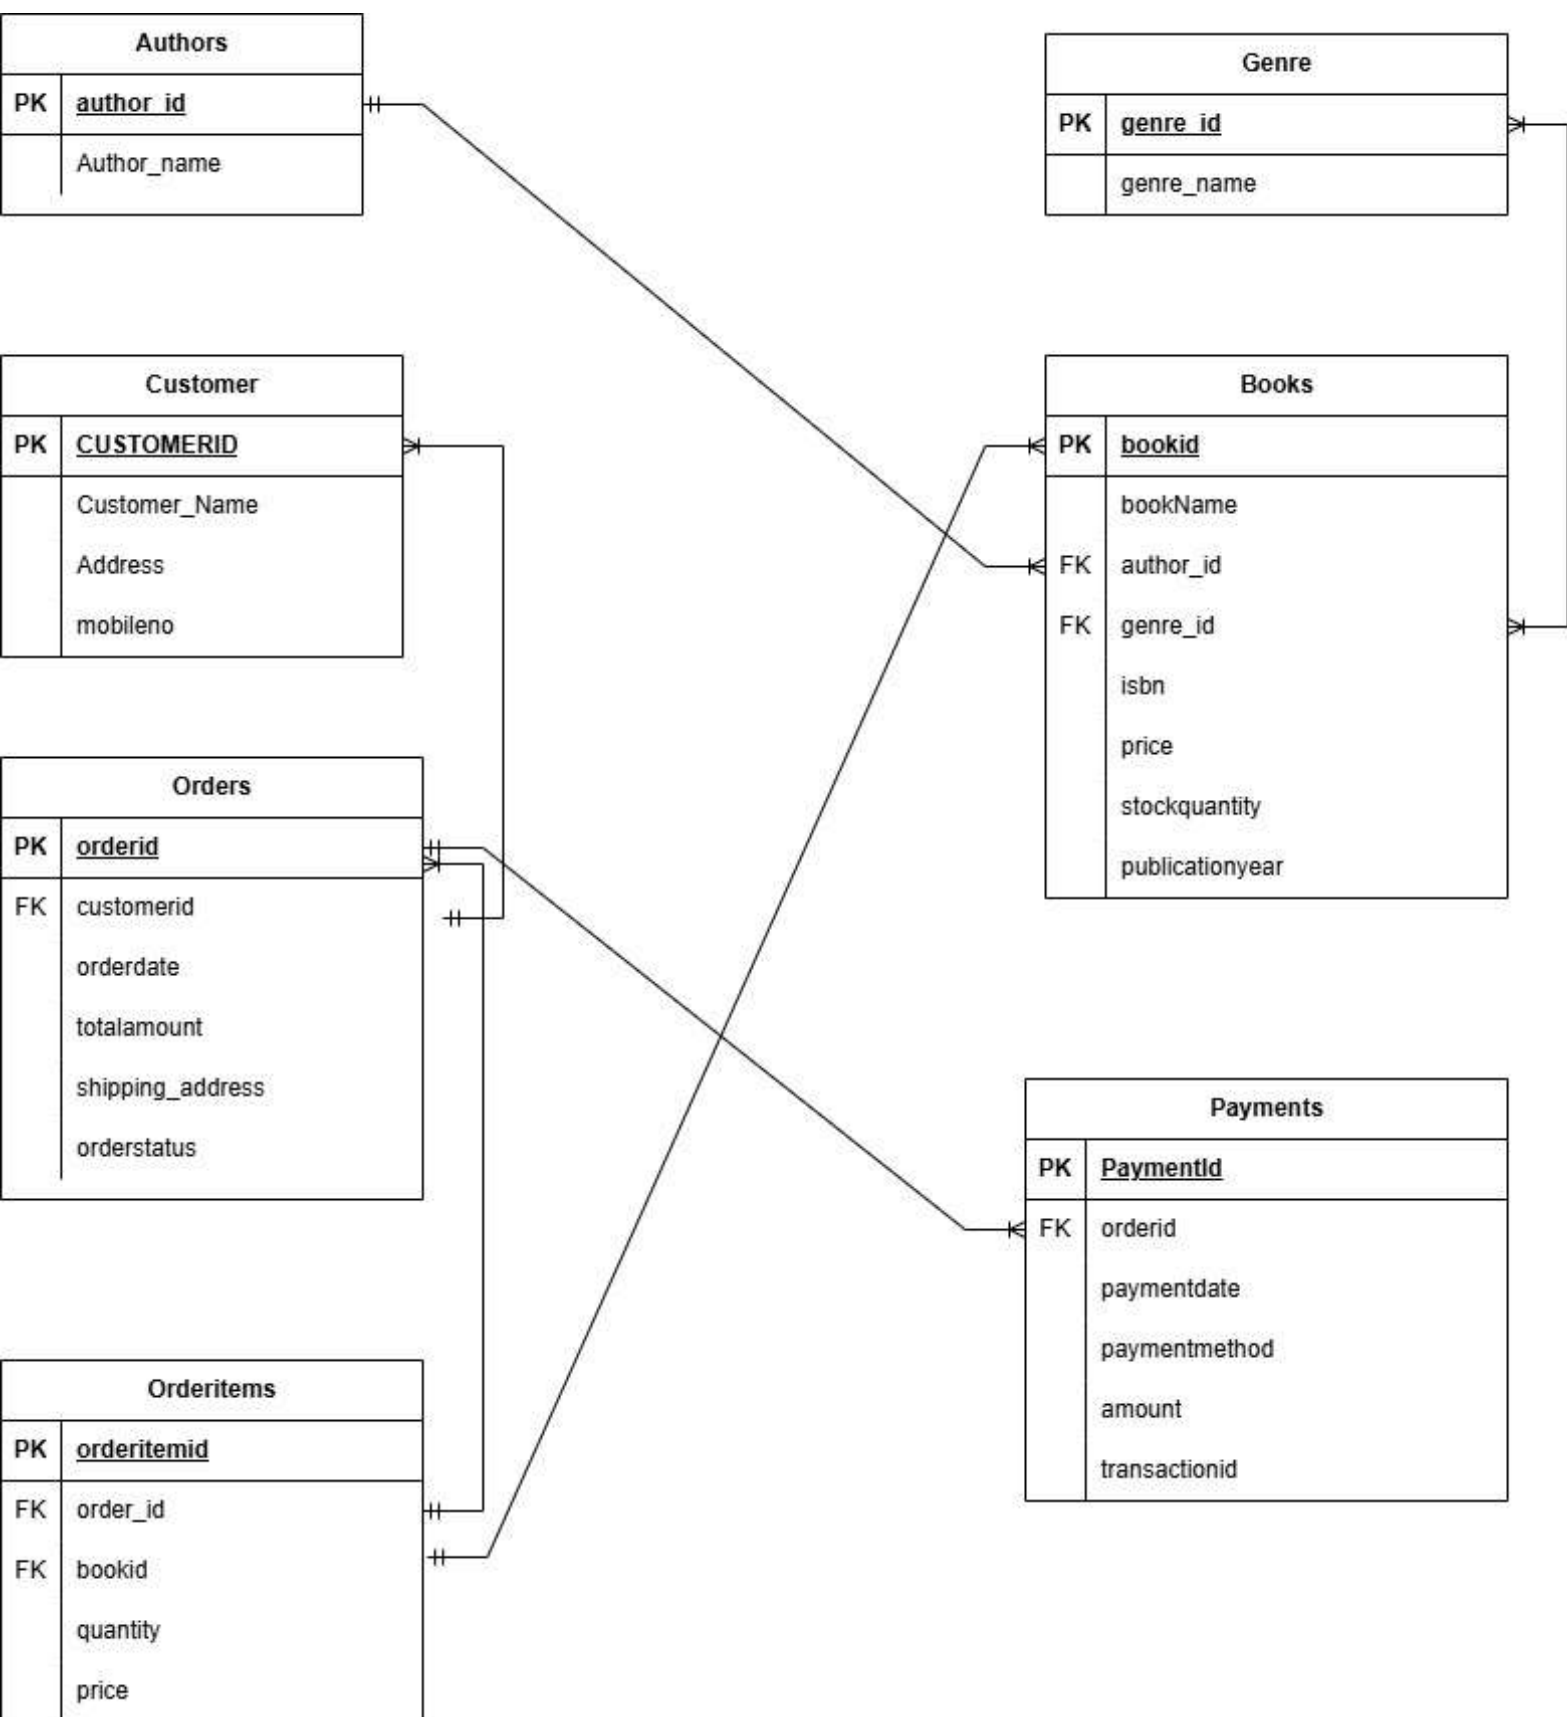 Authors
PK author_id
Author_name
Genre
PK genre_id
genre_name
Customer
PK CUSTOMERID
Customer_Name
Address
mobileno
Books
PK bookid
bookName
FK author_id
FK genre_id
isbn
price
stockquantity
publicationyear
Orders
PK orderid
FK customerid
orderdate
totalamount
shipping_address
orderstatus
Payments
PK PaymentId
FK orderid
paymentdate
paymentmethod
amount
transactionid
Orderitems
PK orderitemid
FK order_id
FK bookid
quantity
price